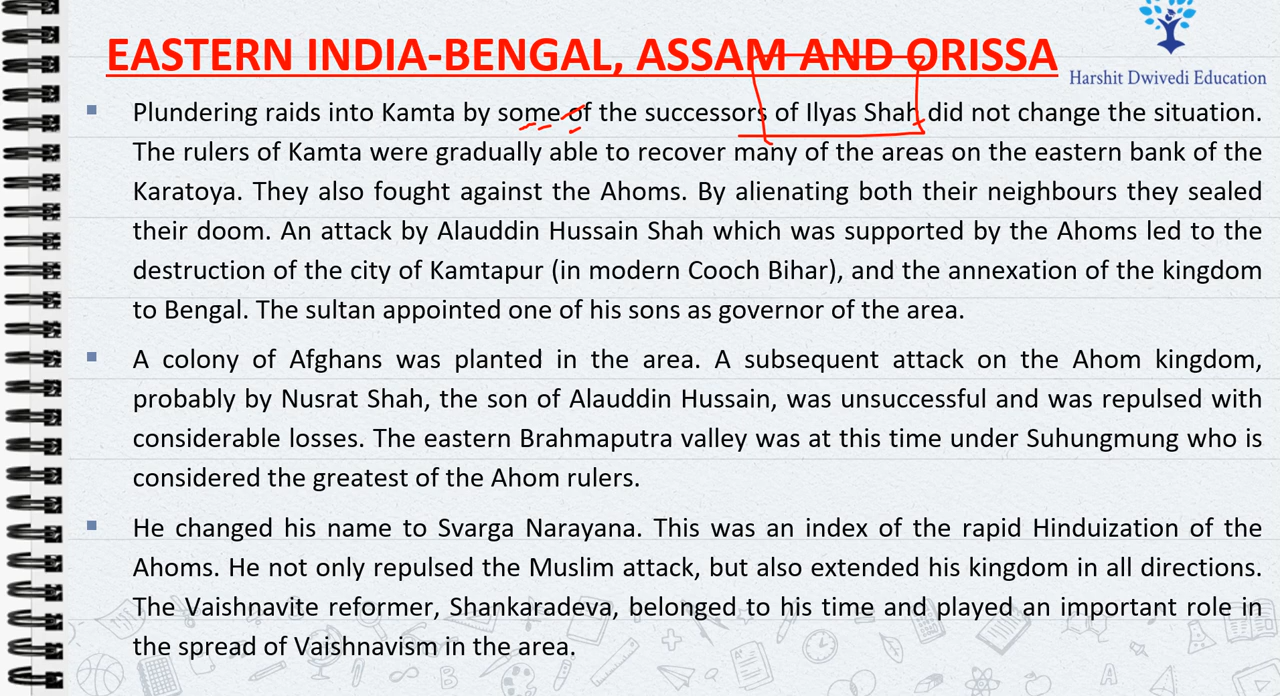 EASTERN INDIA-BENGAL, ASSAM AND ORISSA
Harshit Dwivedi Education
Plundering raids into Kamta by some of the successors of Ilyas Shah did not change the situation.
The rulers of Kamta were gradually able to recover many of the areas on the eastern bank of the
Karatoya. They also fought against the Ahoms. By alienating both their neighbours they sealed
their doom. An attack by Alauddin Hussain Shah which was supported by the Ahoms led to the
destruction of the city of Kamtapur (in modern Cooch Bihar), and the annexation of the kingdom
to Bengal. The sultan appointed one of his sons as governor of the area.
A colony of Afghans was planted in the area. A subsequent attack on the Ahom kingdom,
probably by Nusrat Shah, the son of Alauddin Hussain, was unsuccessful and was repulsed with
considerable losses. The eastern Brahmaputra valley was at this time under Suhungmung who is
considered the greatest of the Ahom rulers.
He changed his name to Svarga Narayana. This was an index of the rapid Hinduization of the
Ahoms. He not only repulsed the Muslim attack, but also extended his kingdom in all directions.
The Vaishnavite reformer, Shankaradeva, belonged to his time and played an important role in
the spread of Vaishnavism in the area.